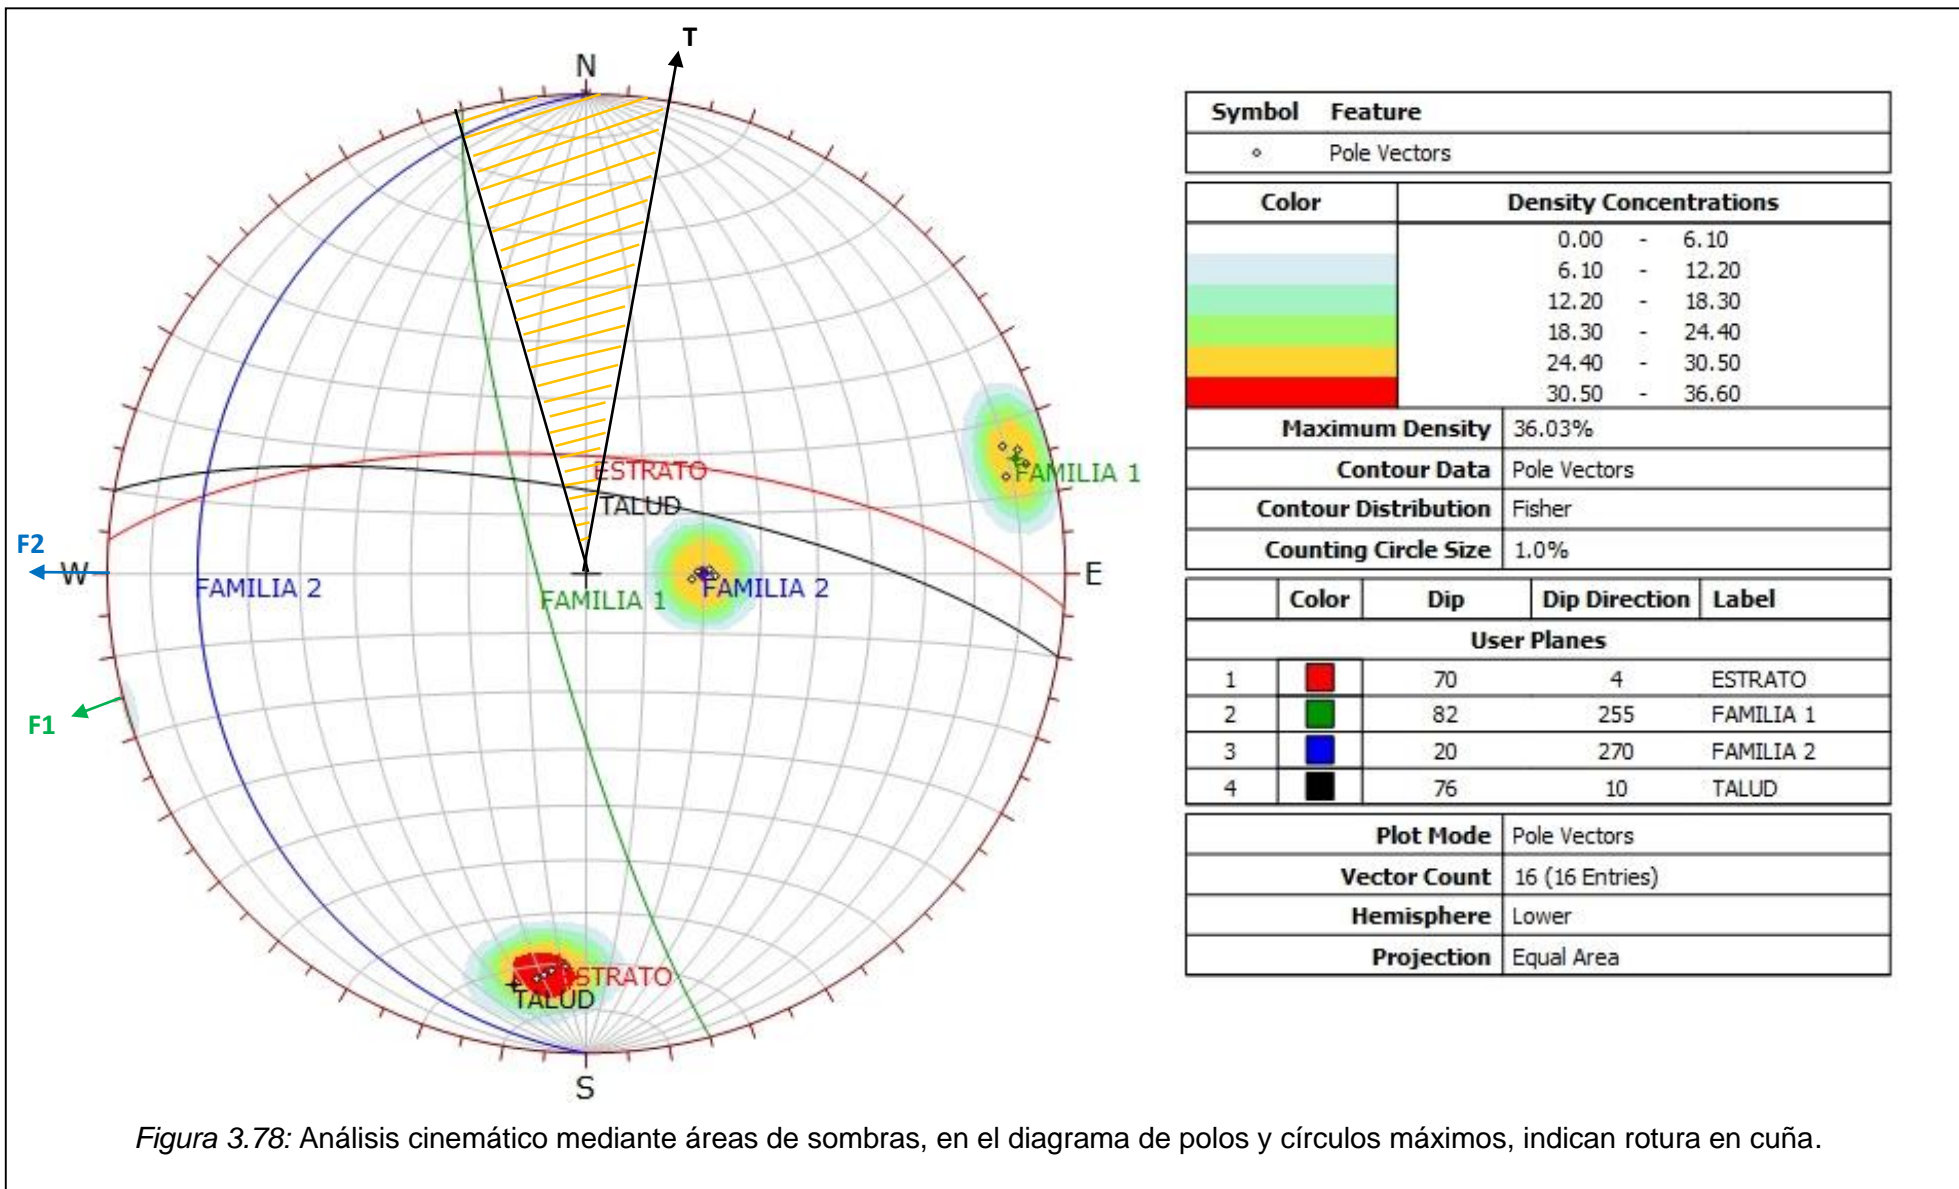 T
N
ESTRATO
TALUD
FAMILIA 1
F2
W
E
FAMILIA 2
FAMILIA 1
FAMILIA 2
F1
ESTRATO
TALUD
S
Symbol Feature
Pole Vectors
Color Density Concentrations
0.00 - 6.10
6.10 - 12.20
12.20 - 18.30
18.30 - 24.40
24.40 - 30.50
30.50 - 36.60
Maximum Density 36.03%
Contour Data Pole Vectors
Contour Distribution Fisher
Counting Circle Size 1.0%
Color Dip Dip Direction Label
User Planes
1 70 4 ESTRATO
2 82 255 FAMILIA 1
3 20 270 FAMILIA 2
4 76 10 TALUD
Plot Mode Pole Vectors
Vector Count 16 (16 Entries)
Hemisphere Lower
Projection Equal Area
Figura 3.78: Análisis cinemático mediante áreas de sombras, en el diagrama de polos y círculos máximos, indican rotura en cuña.